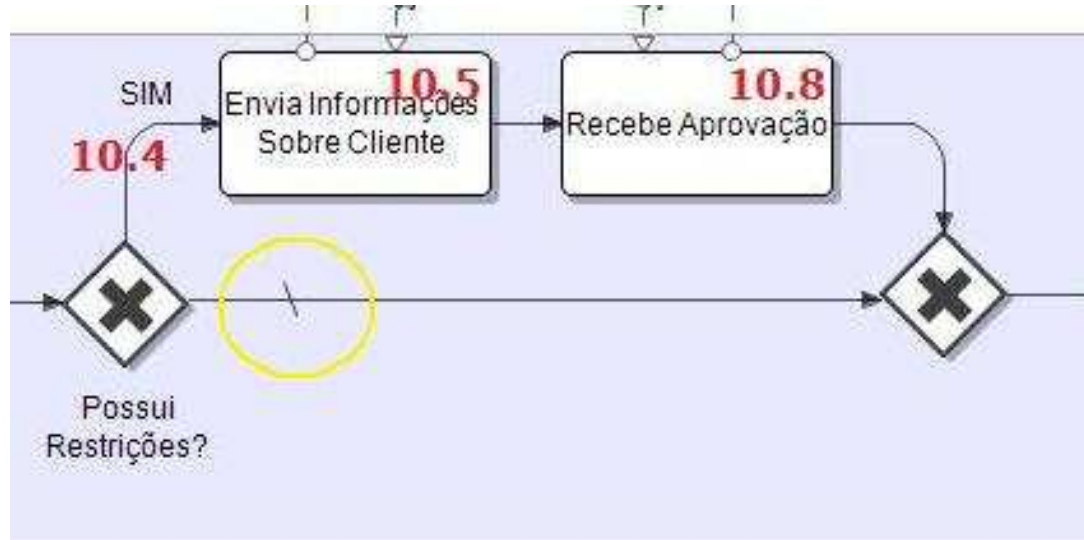 SIM
10.4
10.5
Envia Informações
Sobre Cliente
10.8
Recebe Aprovação
Possui
Restrições?